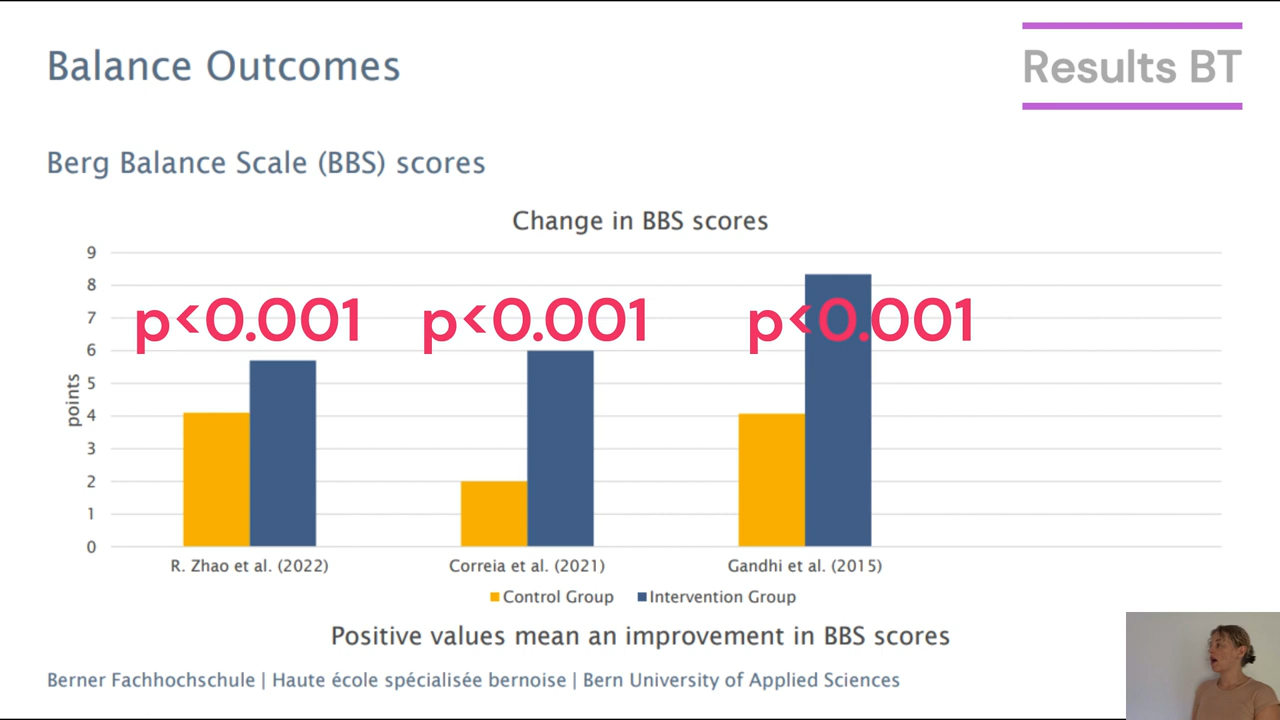 Balance Outcomes
Results BT
Berg Balance Scale (BBS) scores
Change in BBS scores
9
8
7
6
5
4
3
2
1
0
points
p<0.001
p<0.001
p<0.001
R. Zhao et al. (2022)
Correia et al. (2021)
Gandhi et al. (2015)
Control Group
Intervention Group
Positive values mean an improvement in BBS scores
Berner Fachhochschule | Haute école spécialisée bernoise | Bern University of Applied Sciences